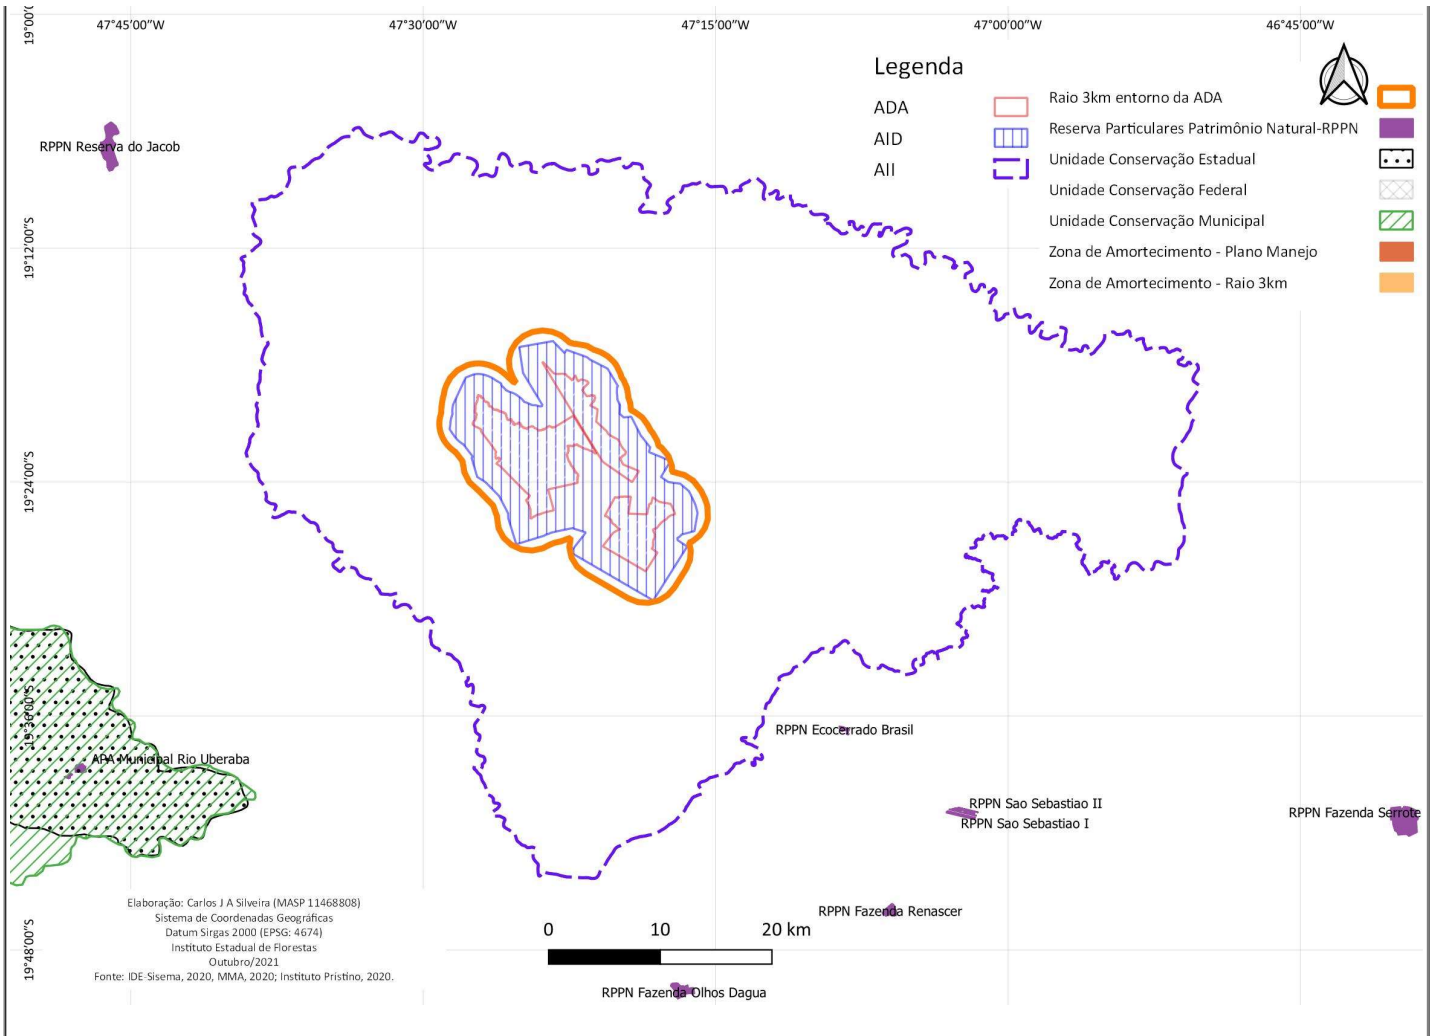 47°45'00"W
47°30'00"W
47°15'00"W
47°00'00"W
46°45'00"W
19°12'00"S
19°24'00"S
19°36'00"S
19°48'00"S
Legenda
ADA
AID
AII
Raio 3km entorno da ADA
Reserva Particulares Patrimônio Natural-RPPN
Unidade Conservação Estadual
Unidade Conservação Federal
Unidade Conservação Municipal
Zona de Amortecimento - Plano Manejo
Zona de Amortecimento - Raio 3km
RPPN Reserva do Jacob
RPPN Ecocerrado Brasil
APA Municipal Rio Uberaba
RPPN Sao Sebastiao II
RPPN Sao Sebastiao I
RPPN Fazenda Serrote
RPPN Fazenda Renascer
RPPN Fazenda Olhos Dagua
Elaboração: Carlos J A Silveira (MASP 11468808)
Sistema de Coordenadas Geográficas
Datum Sirgas 2000 (EPSG: 4674)
Instituto Estadual de Florestas
Outubro/2021
Fonte: IDE-Sisema, 2020, MMA, 2020; Instituto Pristino, 2020.
0 10 20 km